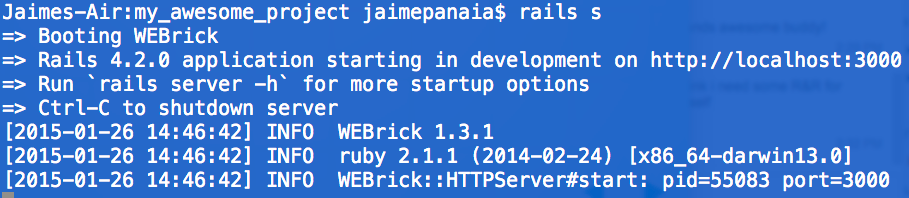 Jaimes-Air:my_awesome_project jaimepanaia$ rails s
=> Booting WEBrick
=> Rails 4.2.0 application starting in development on http://localhost:3000
=> Run `rails server -h` for more startup options
=> Ctrl-C to shutdown server
[2015-01-26 14:46:42] INFO  WEBrick 1.3.1
[2015-01-26 14:46:42] INFO  ruby 2.1.1 (2014-02-24) [x86_64-darwin13.0]
[2015-01-26 14:46:42] INFO  WEBrick::HTTPServer#start: pid=55083 port=3000